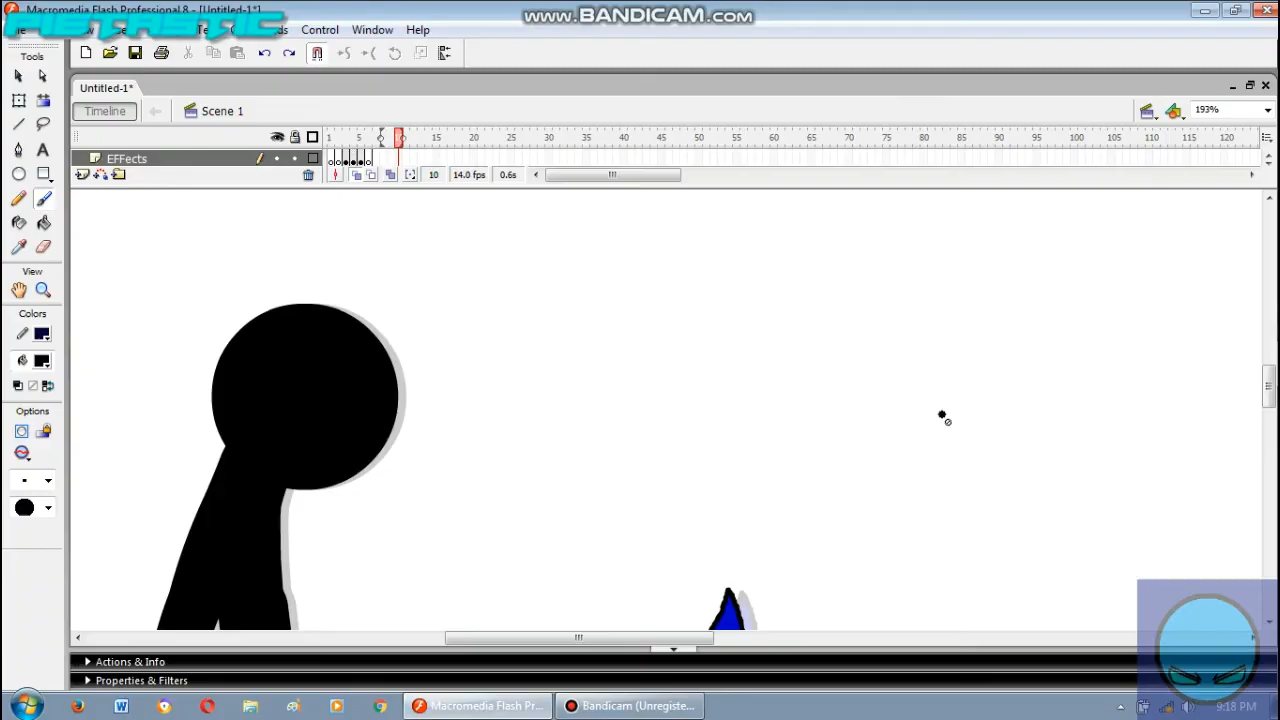 Macromedia Flash Professional 8 - [Untitled-1*]
www.BANDICAM.com
PIGTASTIC
Control Window Help
Tools
Untitled-1*
Timeline
Scene 1
193%
1 5 15 20 25 30 35 40 45 50 55 60 65 70 75 80 85 90 95 100 105 110 115 120
EFFects
10 14.0 fps 0.6s
View
Colors
Options
Actions & Info
Properties & Filters
Macromedia Flash Pr...
Bandicam (Unregiste...
9:18 PM